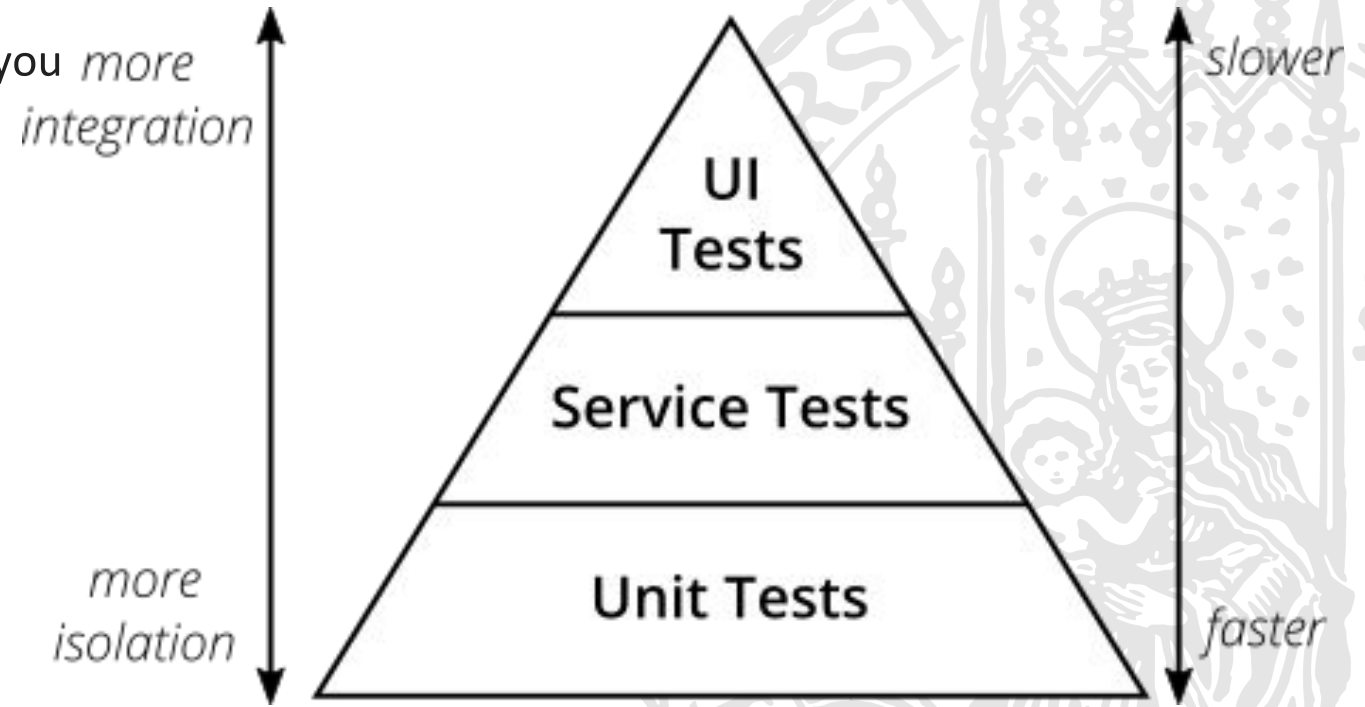 you more
integration
slower
UI
Tests
Service Tests
more
isolation
Unit Tests
faster